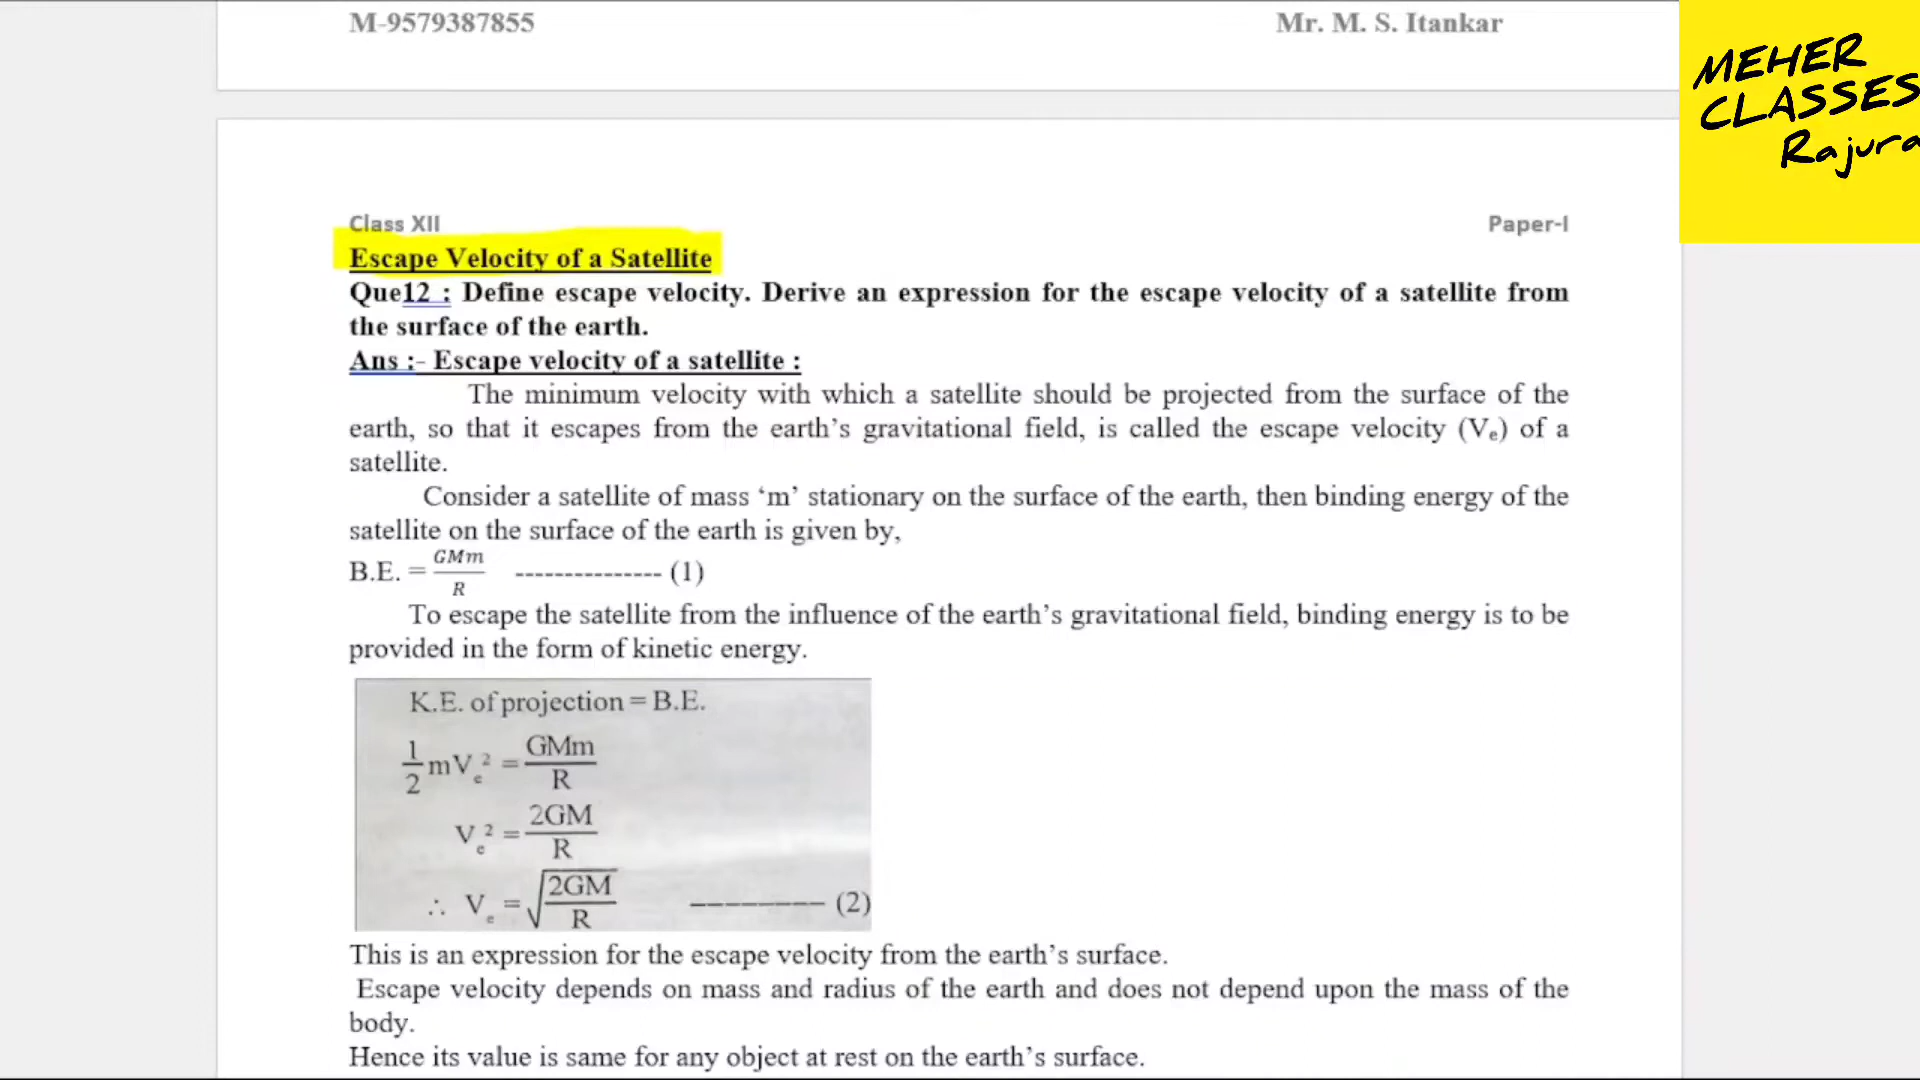 M-9579387855 Mr. M. S. Itankar
MEHER
CLASSES
Rajura
Class XII Paper-I
Escape Velocity of a Satellite
Que12 : Define escape velocity. Derive an expression for the escape velocity of a satellite from
the surface of the earth.
Ans :- Escape velocity of a satellite :
The minimum velocity with which a satellite should be projected from the surface of the
earth, so that it escapes from the earth’s gravitational field, is called the escape velocity (Vₑ) of a
satellite.
Consider a satellite of mass ‘m’ stationary on the surface of the earth, then binding energy of the
satellite on the surface of the earth is given by,
B.E. = GMm/R --------------- (1)
To escape the satellite from the influence of the earth’s gravitational field, binding energy is to be
provided in the form of kinetic energy.
K.E. of projection = B.E.
1/2 mVₑ² = GMm/R
Vₑ² = 2GM/R
∴ Vₑ = √(2GM/R) --------- (2)
This is an expression for the escape velocity from the earth’s surface.
Escape velocity depends on mass and radius of the earth and does not depend upon the mass of the
body.
Hence its value is same for any object at rest on the earth’s surface.